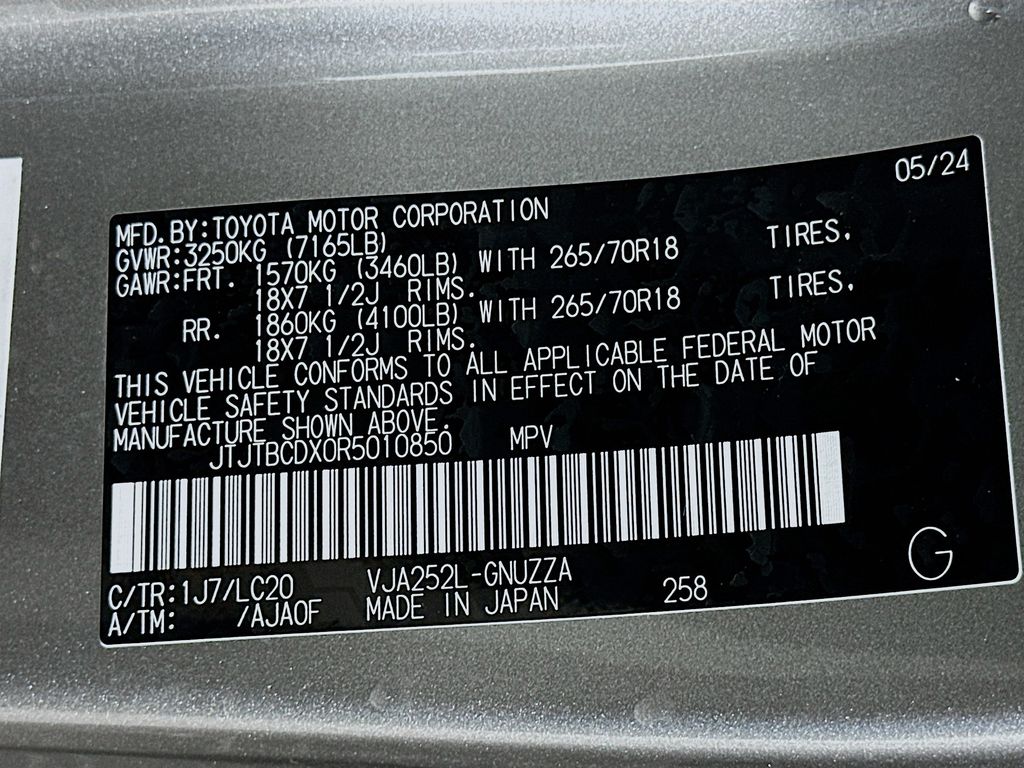 05/24
MFD.BY:TOYOTA MOTOR CORPORATION
GVWR:3250KG (7165LB)
GAWR:FRT. 1570KG (3460LB) WITH 265/70R18 TIRES.
18X7 1/2J RIMS.
RR. 1860KG (4100LB) WITH 265/70R18 TIRES.
18X7 1/2J RIMS.
THIS VEHICLE CONFORMS TO ALL APPLICABLE FEDERAL MOTOR
VEHICLE SAFETY STANDARDS IN EFFECT ON THE DATE OF
MANUFACTURE SHOWN ABOVE.
JTJTBCDX0R5010850 MPV
C/TR:1J7/LC20 VJA252L-GNUZZA
A/TM: /AJA0F MADE IN JAPAN 258
G